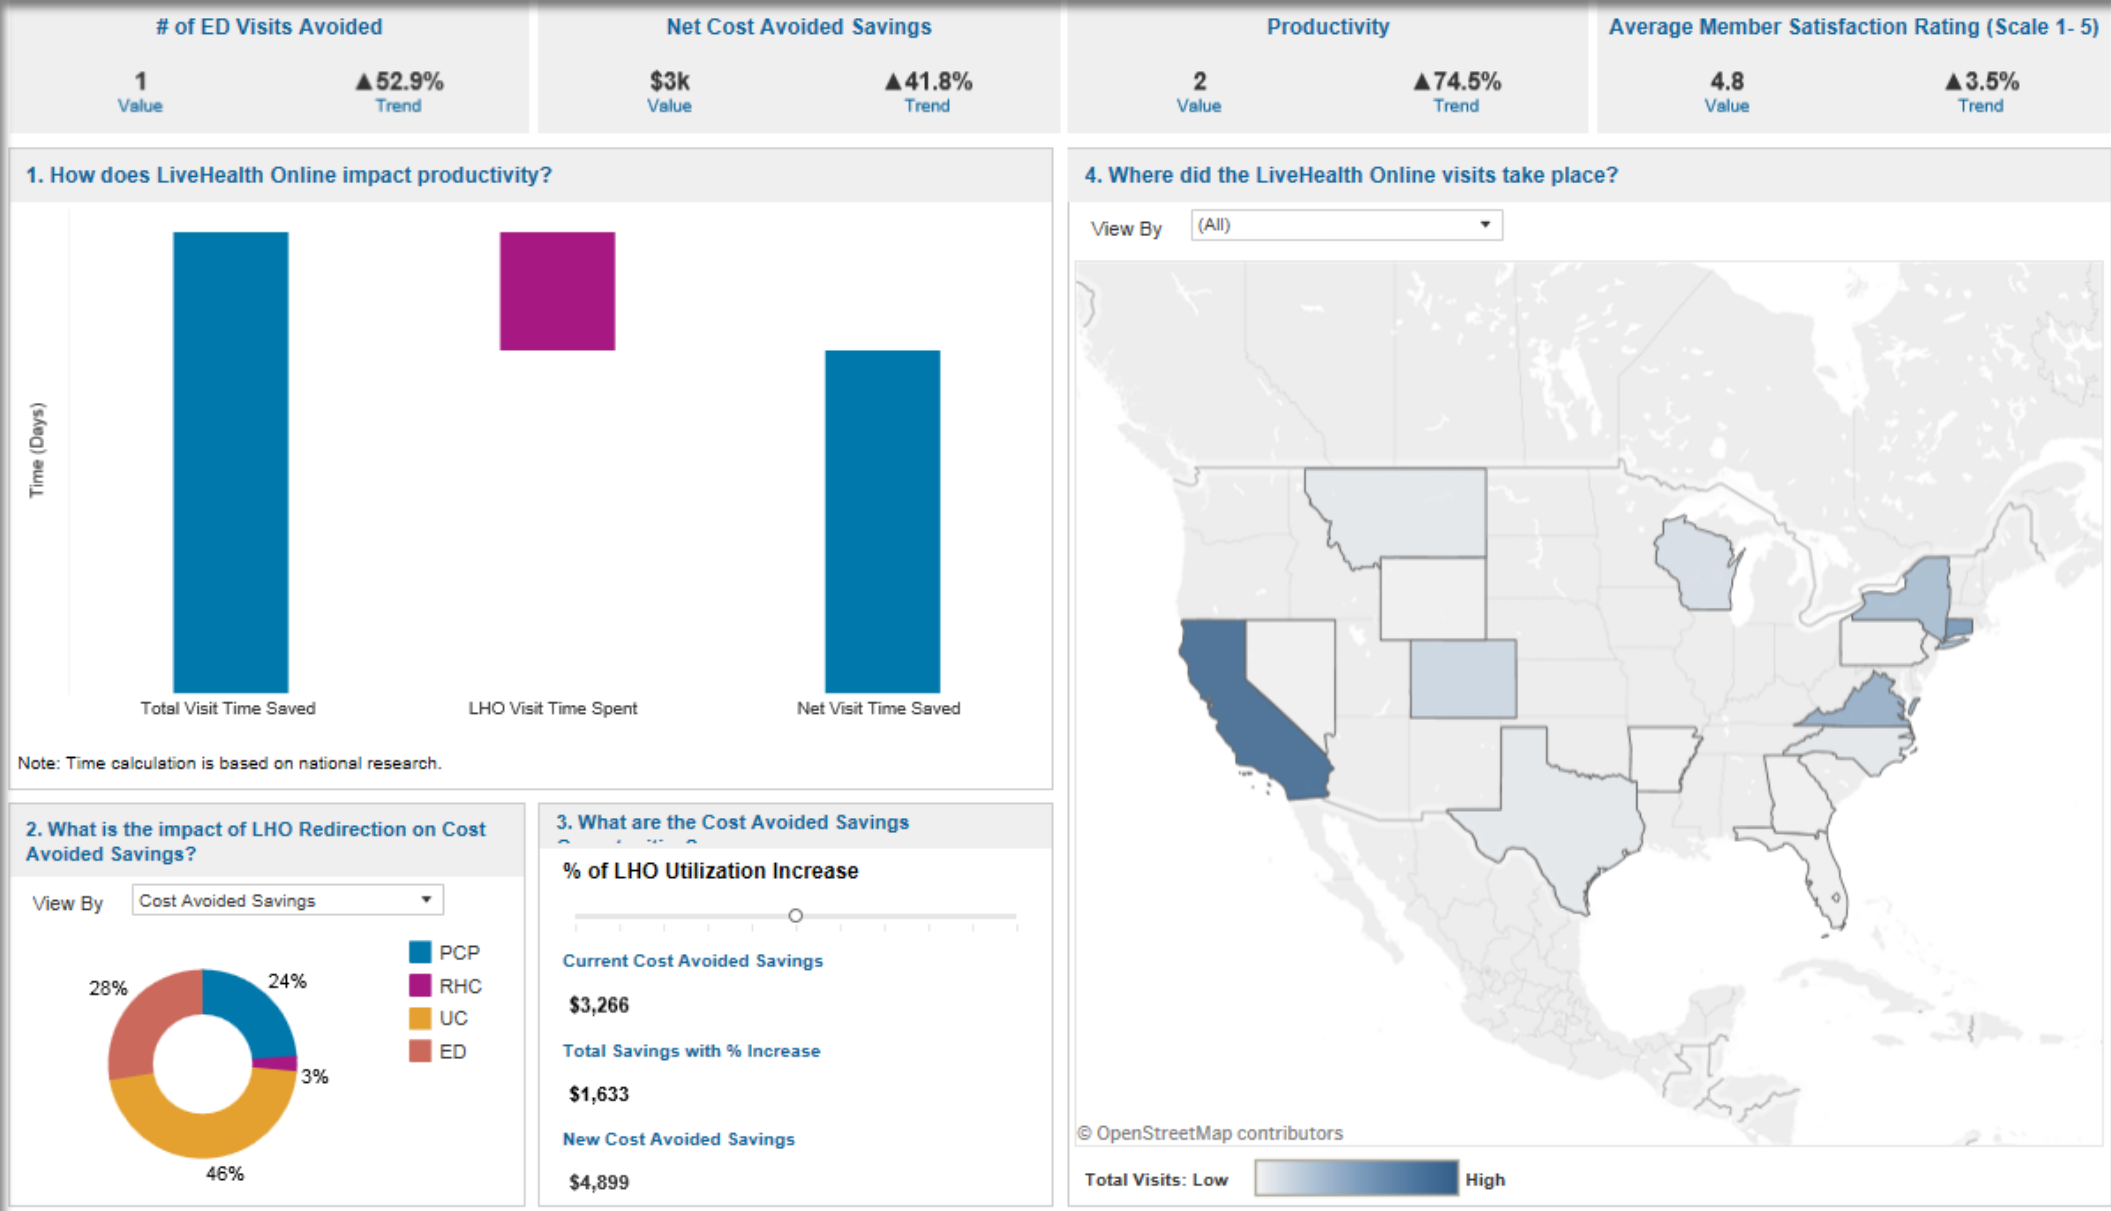 # of ED Visits Avoided
1
Value
▲52.9%
Trend
Net Cost Avoided Savings
$3k
Value
▲41.8%
Trend
Productivity
2
Value
▲74.5%
Trend
Average Member Satisfaction Rating (Scale 1- 5)
4.8
Value
▲3.5%
Trend
1. How does LiveHealth Online impact productivity?
Time (Days)
Total Visit Time Saved
LHO Visit Time Spent
Net Visit Time Saved
Note: Time calculation is based on national research.
2. What is the impact of LHO Redirection on Cost
Avoided Savings?
View By
Cost Avoided Savings
PCP
RHC
UC
ED
28%
24%
3%
46%
3. What are the Cost Avoided Savings
% of LHO Utilization Increase
Current Cost Avoided Savings
$3,266
Total Savings with % Increase
$1,633
New Cost Avoided Savings
$4,899
4. Where did the LiveHealth Online visits take place?
View By
(All)
© OpenStreetMap contributors
Total Visits: Low
High